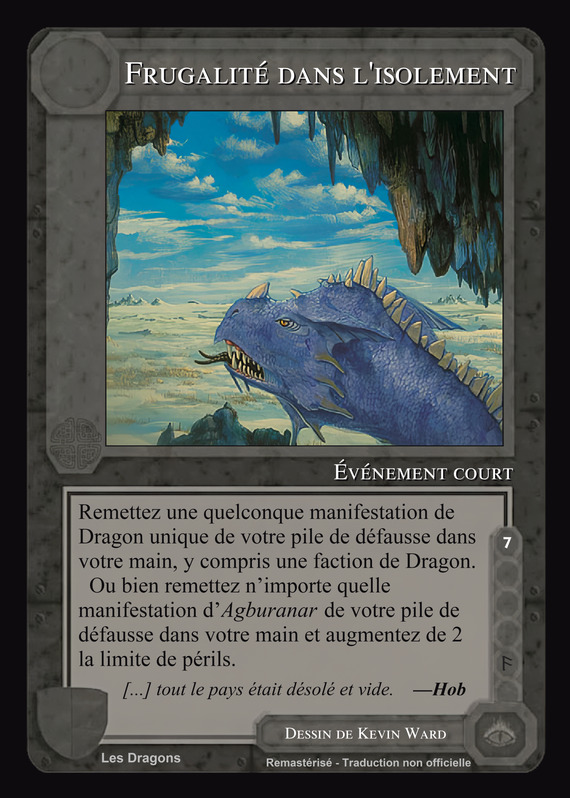 Frugalité dans l'isolement
Événement court
Remettez une quelconque manifestation de
Dragon unique de votre pile de défausse dans
votre main, y compris une faction de Dragon.
Ou bien remettez n'importe quelle
manifestation d'Agburanar de votre pile de
défausse dans votre main et augmentez de 2
la limite de périls.
[...] tout le pays était désolé et vide. —Hob
7
Dessin de Kevin Ward
Les Dragons
Remastérisé - Traduction non officielle